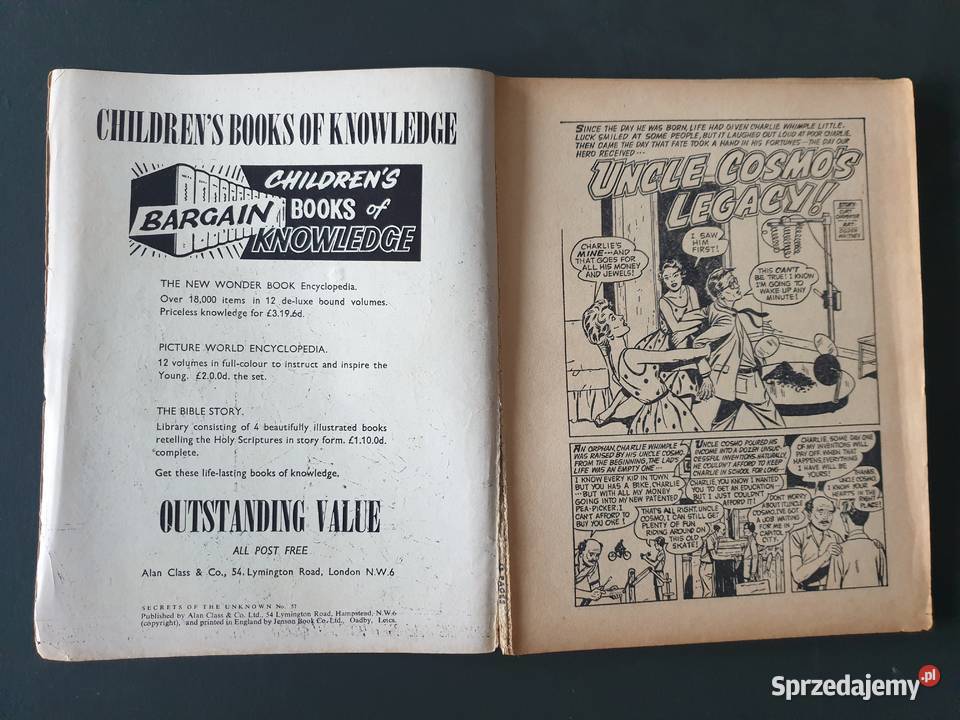 CHILDREN'S BOOKS OF KNOWLEDGE
BARGAIN
CHILDREN'S
BOOKS of
KNOWLEDGE
THE NEW WONDER BOOK Encyclopedia.
Over 18,000 items in 12 de-luxe bound volumes.
Priceless knowledge for £3.19.6d.
PICTURE WORLD ENCYCLOPEDIA.
12 volumes in full-colour to instruct and inspire the
Young. £2.0.0d. the set.
THE BIBLE STORY.
Library consisting of 4 beautifully illustrated books
retelling the Holy Scriptures in story form. £1.10.0d.
complete.
Get these life-lasting books of knowledge.
OUTSTANDING VALUE
ALL POST FREE
Alan Class & Co., 54. Lymington Road, London N.W.6
SECRETS OF THE UNKNOWN No. 57
Published by Alan Class & Co. Ltd., 54 Lymington Road, Hampstead, N.W.6
(copyright), and printed in England by Jenson Book Co. Ltd., Oadby, Leics.
SINCE THE DAY HE WAS BORN, LIFE HAD GIVEN CHARLIE WHIMPLE LITTLE.
LUCK SMILED AT SOME PEOPLE, BUT IT LAUGHED OUT LOUD AT POOR CHARLIE.
THEN CAME THE DAY THAT FATE TOOK A HAND IN HIS FORTUNES--THE DAY OUR
HERO RECEIVED---
UNCLE COSMO'S
LEGACY!
STORY:
ART:
OGDEN
WHITNEY
CHARLIE'S
MINE---AND
THAT GOES FOR
ALL HIS MONEY
AND JEWELS!
I SAW
HIM
FIRST!
THIS CAN'T
BE TRUE! I KNOW
I'M GOING TO
WAKE UP ANY
MINUTE!
AN ORPHAN, CHARLIE WHIMPLE
WAS RAISED BY HIS UNCLE COSMO.
FROM THE BEGINNING, THE LAD'S
LIFE WAS AN EMPTY ONE---
I KNOW EVERY KID IN TOWN
BUT YOU HAS A BIKE, CHARLIE
---BUT WITH ALL MY MONEY
GOING INTO MY NEW PATENTED
PEA-PICKER, I
CAN'T AFFORD TO
BUY YOU ONE!
THAT'S ALL RIGHT, UNCLE
COSMO, I CAN STILL GET
PLENTY OF FUN
RIDING AROUND ON
THIS OLD
SKATE!
UNCLE COSMO POURED HIS
INCOME INTO A DOZEN UNSUC-
CESSFUL INVENTIONS. NATURALLY
HE COULDN'T AFFORD TO KEEP
CHARLIE IN SCHOOL FOR LONG---
CHARLIE, YOU KNOW I WANTED
YOU TO GET AN EDUCATION
BUT I JUST COULDN'T
AFFORD IT!
DON'T WORRY
ABOUT IT, UNCLE
COSMO, I'VE GOT
A JOB WAITING
FOR ME IN
CAPITOL
CITY.
CHARLIE, SOME DAY ONE
OF MY INVENTIONS WILL
PAY OFF. WHEN THAT
HAPPENS, EVERYTHING
I HAVE WILL BE
YOURS!
THANKS,
UNCLE COSMO.
I KNOW YOUR
HEART'S IN THE
RIGHT
PLACE!
Sprzedajemy.pl